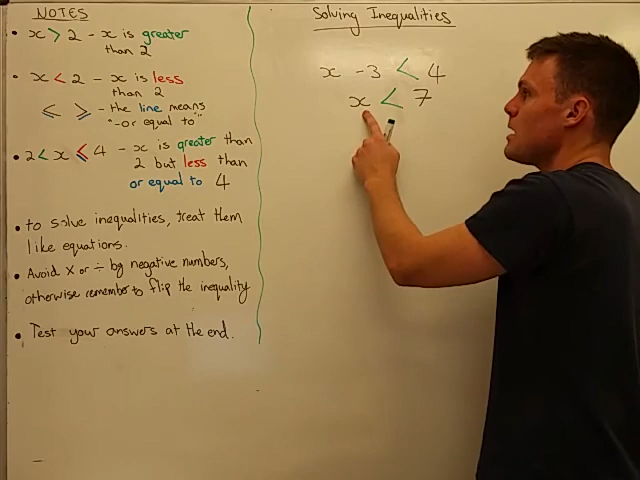 NOTES
• x > 2 - x is greater
than 2
• x < 2 - x is less
than 2
≤ ≥ - the line means
"-or equal to"
• 2 < x ≤ 4 - x is greater than
2 but less than
or equal to 4
• to solve inequalities, treat them
like equations.
• Avoid × or ÷ by negative numbers,
otherwise remember to flip the inequality
• Test your answers at the end.
Solving Inequalities
x - 3 < 4
x < 7